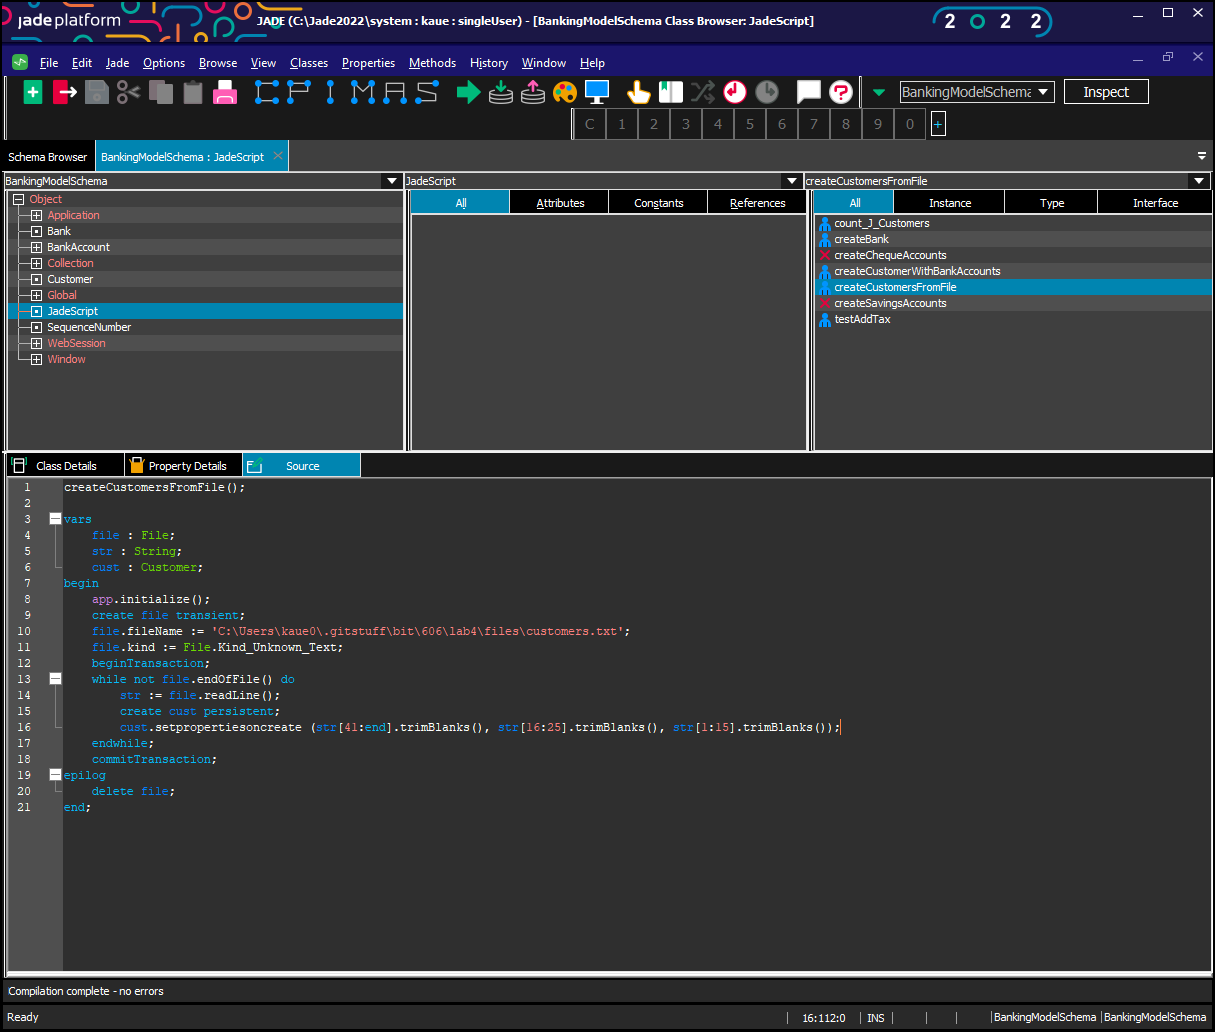 jade platform
JADE (C:\Jade2022\system : kaue : singleUser) - [BankingModelSchema Class Browser: JadeScript]
2 0 2 2
File Edit Jade Options Browse View Classes Properties Methods History Window Help
BankingModelSchema
Inspect
C 1 2 3 4 5 6 7 8 9 0 +
Schema Browser
BankingModelSchema : JadeScript
BankingModelSchema
JadeScript
createCustomersFromFile
Object
Application
Bank
BankAccount
Collection
Customer
Global
JadeScript
SequenceNumber
WebSession
Window
All Attributes Constants References
All Instance Type Interface
count_J_Customers
createBank
createChequeAccounts
createCustomerWithBankAccounts
createCustomersFromFile
createSavingsAccounts
testAddTax
Class Details Property Details Source
1 createCustomersFromFile();
2
3 vars
4 file : File;
5 str : String;
6 cust : Customer;
7 begin
8 app.initialize();
9 create file transient;
10 file.fileName := 'C:\Users\kaue0\.gitstuff\bit\606\lab4\files\customers.txt';
11 file.kind := File.Kind_Unknown_Text;
12 beginTransaction;
13 while not file.endOfFile() do
14 str := file.readLine();
15 create cust persistent;
16 cust.setpropertiesoncreate (str[41:end].trimBlanks(), str[16:25].trimBlanks(), str[1:15].trimBlanks());
17 endwhile;
18 commitTransaction;
19 epilog
20 delete file;
21 end;
Compilation complete - no errors
Ready
16:112:0 INS BankingModelSchema BankingModelSchema